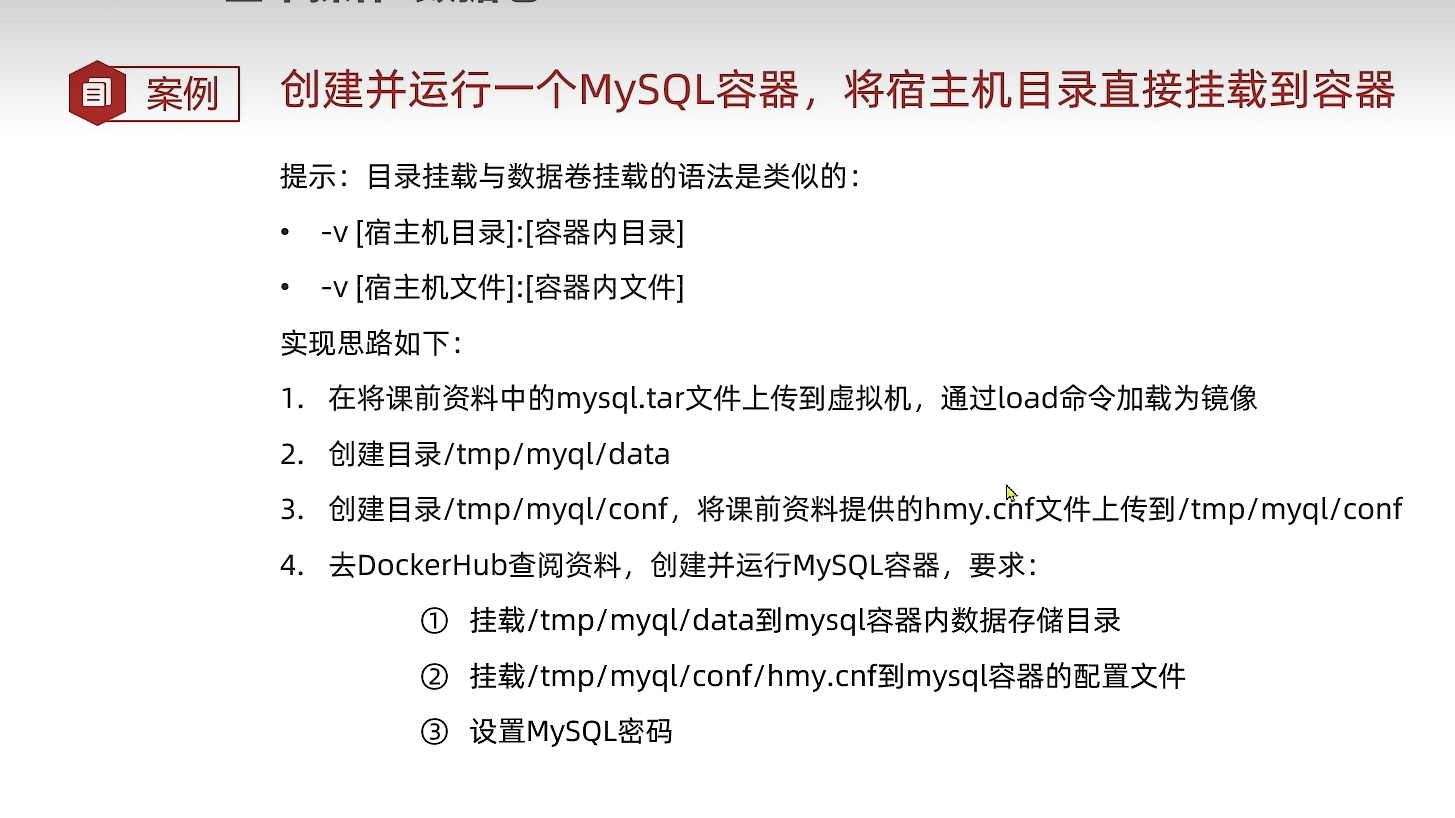 案例
创建并运行一个MySQL容器，将宿主机目录直接挂载到容器
提示：目录挂载与数据卷挂载的语法是类似的：
• -v [宿主机目录]:[容器内目录]
• -v [宿主机文件]:[容器内文件]
实现思路如下：
1. 在将课前资料中的mysql.tar文件上传到虚拟机，通过load命令加载为镜像
2. 创建目录/tmp/myql/data
3. 创建目录/tmp/myql/conf，将课前资料提供的hmy.cnf文件上传到/tmp/myql/conf
4. 去DockerHub查阅资料，创建并运行MySQL容器，要求：
① 挂载/tmp/myql/data到mysql容器内数据存储目录
② 挂载/tmp/myql/conf/hmy.cnf到mysql容器的配置文件
③ 设置MySQL密码